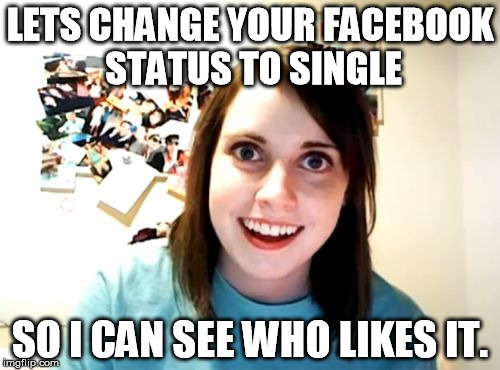 LETS CHANGE YOUR FACEBOOK
STATUS TO SINGLE
SO I CAN SEE WHO LIKES IT.
imgflip.com